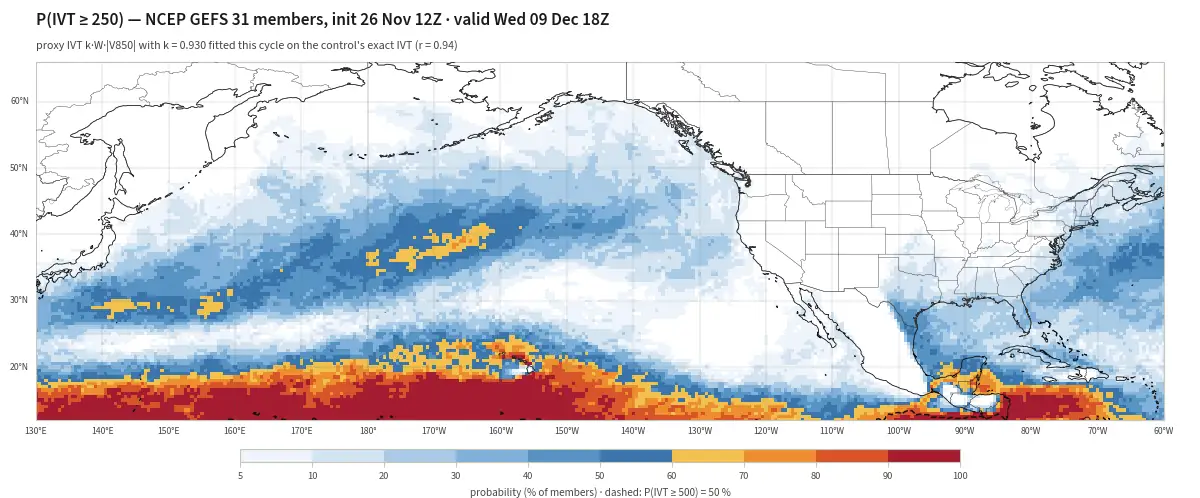 P(IVT ≥ 250) — NCEP GEFS 31 members, init 26 Nov 12Z · valid Wed 09 Dec 18Z
proxy IVT k·W·|V850| with k = 0.930 fitted this cycle on the control's exact IVT (r = 0.94)
60°N
50°N
40°N
30°N
20°N
130°E 140°E 150°E 160°E 170°E 180° 170°W 160°W 150°W 140°W 130°W 120°W 110°W 100°W 90°W 80°W 70°W 60°W
5 10 20 30 40 50 60 70 80 90 100
probability (% of members) · dashed: P(IVT ≥ 500) = 50 %